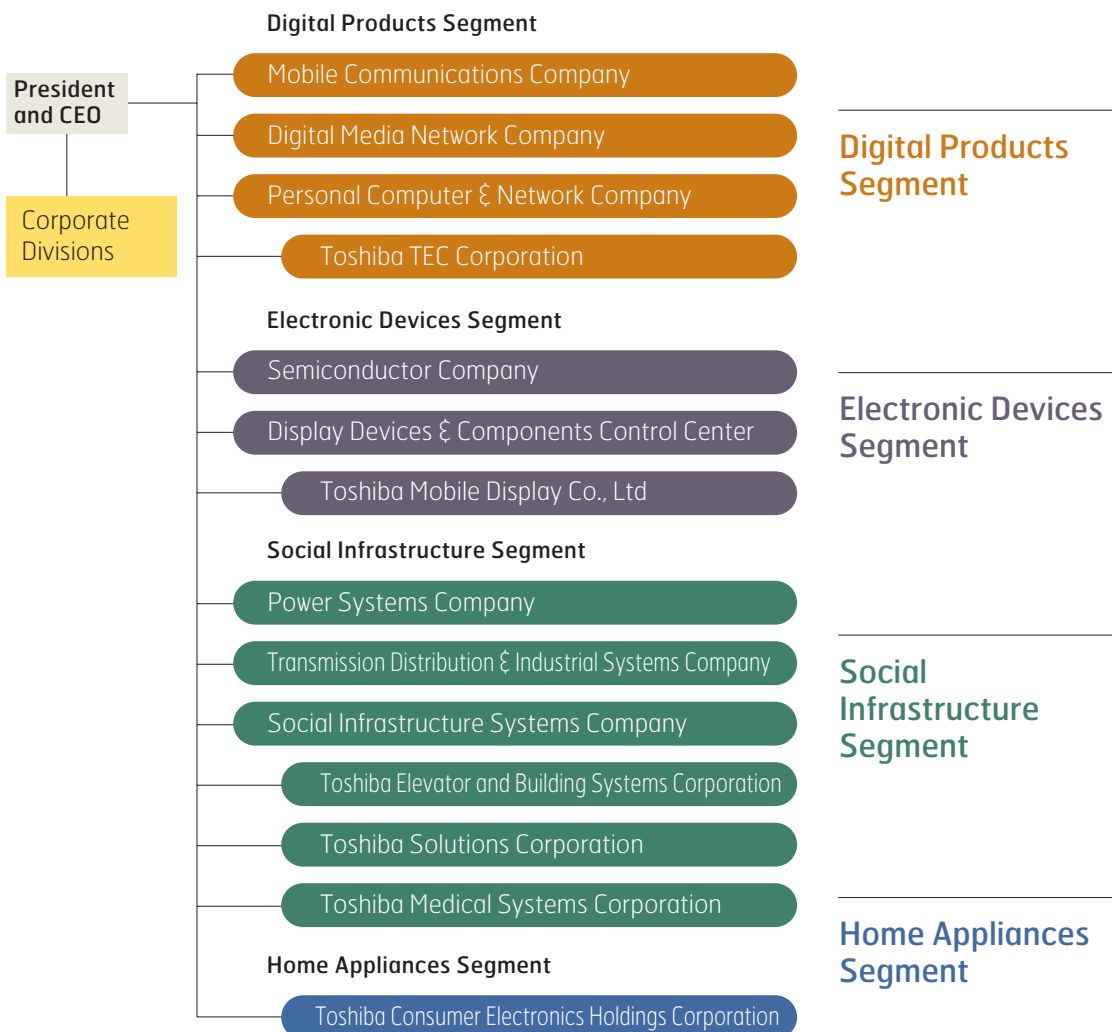 President
and CEO
Corporate
Divisions
Digital Products Segment
Mobile Communications Company
Digital Media Network Company
Personal Computer & Network Company
Toshiba TEC Corporation
Electronic Devices Segment
Semiconductor Company
Display Devices & Components Control Center
Toshiba Mobile Display Co., Ltd
Social Infrastructure Segment
Power Systems Company
Transmission Distribution & Industrial Systems Company
Social Infrastructure Systems Company
Toshiba Elevator and Building Systems Corporation
Toshiba Solutions Corporation
Toshiba Medical Systems Corporation
Home Appliances Segment
Toshiba Consumer Electronics Holdings Corporation
Digital Products
Segment
Electronic Devices
Segment
Social
Infrastructure
Segment
Home Appliances
Segment